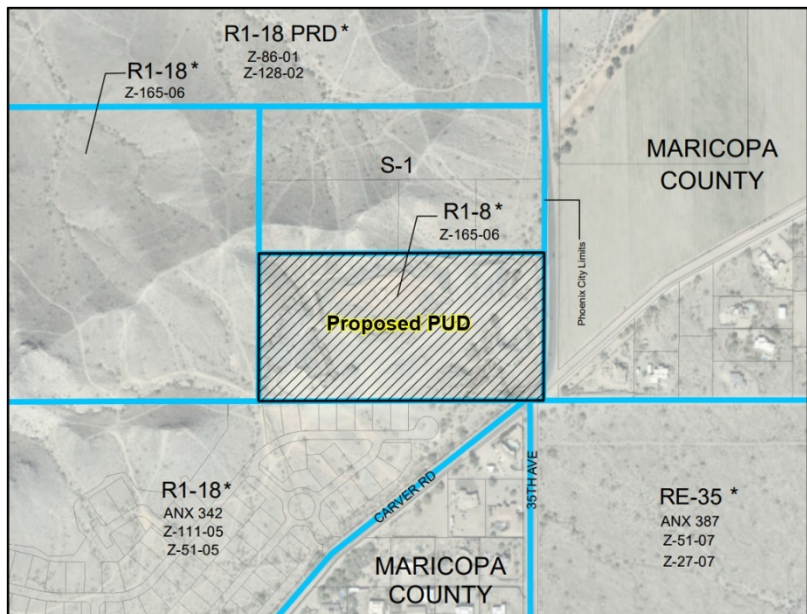 R1-18 PRD *
Z-86-01
Z-128-02
R1-18 *
Z-165-06
MARICOPA
COUNTY
S-1
R1-8 *
Z-165-06
Phoenix City Limits
Proposed PUD
R1-18 *
ANX 342
Z-111-05
Z-51-05
CARVER RD
35TH AVE
MARICOPA
COUNTY
RE-35 *
ANX 387
Z-51-07
Z-27-07